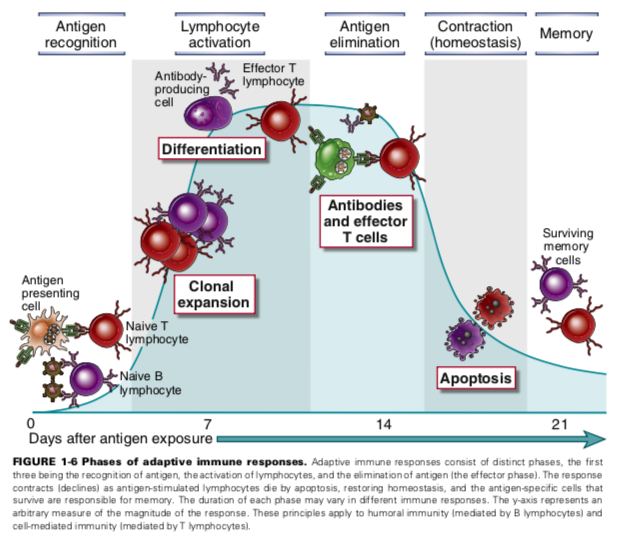 Antigen
recognition
Lymphocyte
activation
Antigen
elimination
Contraction
(homeostasis)
Memory
Antibody-
producing
cell
Effector T
lymphocyte
Differentiation
Antibodies
and effector
T cells
Clonal
expansion
Surviving
memory
cells
Antigen
presenting
cell
Naive T
lymphocyte
Naive B
lymphocyte
Apoptosis
0
7
14
21
Days after antigen exposure
FIGURE 1-6 Phases of adaptive immune responses. Adaptive immune responses consist of distinct phases, the first
three being the recognition of antigen, the activation of lymphocytes, and the elimination of antigen (the effector phase). The response
contracts (declines) as antigen-stimulated lymphocytes die by apoptosis, restoring homeostasis, and the antigen-specific cells that
survive are responsible for memory. The duration of each phase may vary in different immune responses. The y-axis represents an
arbitrary measure of the magnitude of the response. These principles apply to humoral immunity (mediated by B lymphocytes) and
cell-mediated immunity (mediated by T lymphocytes).